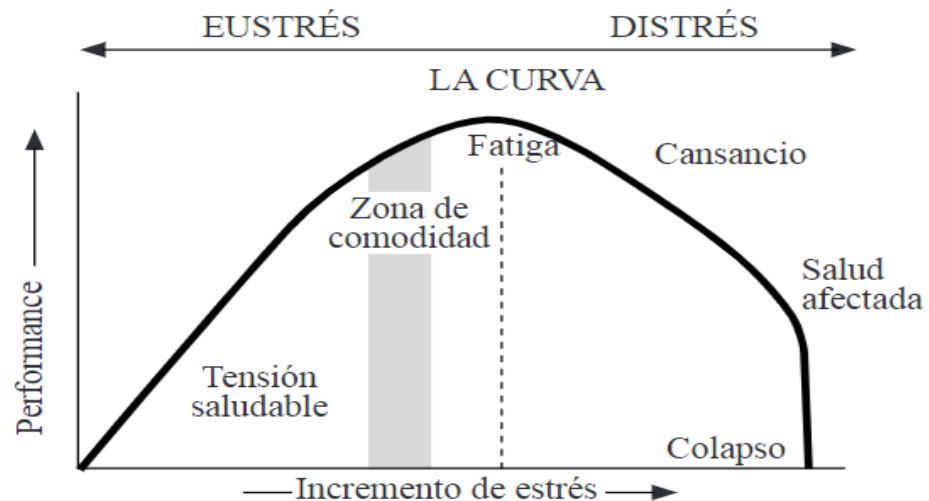 EUSTRÉS
DISTRÉS
LA CURVA
Fatiga
Cansancio
Zona de
comodidad
Salud
afectada
Performance
Tensión
saludable
Colapso
Incremento de estrés